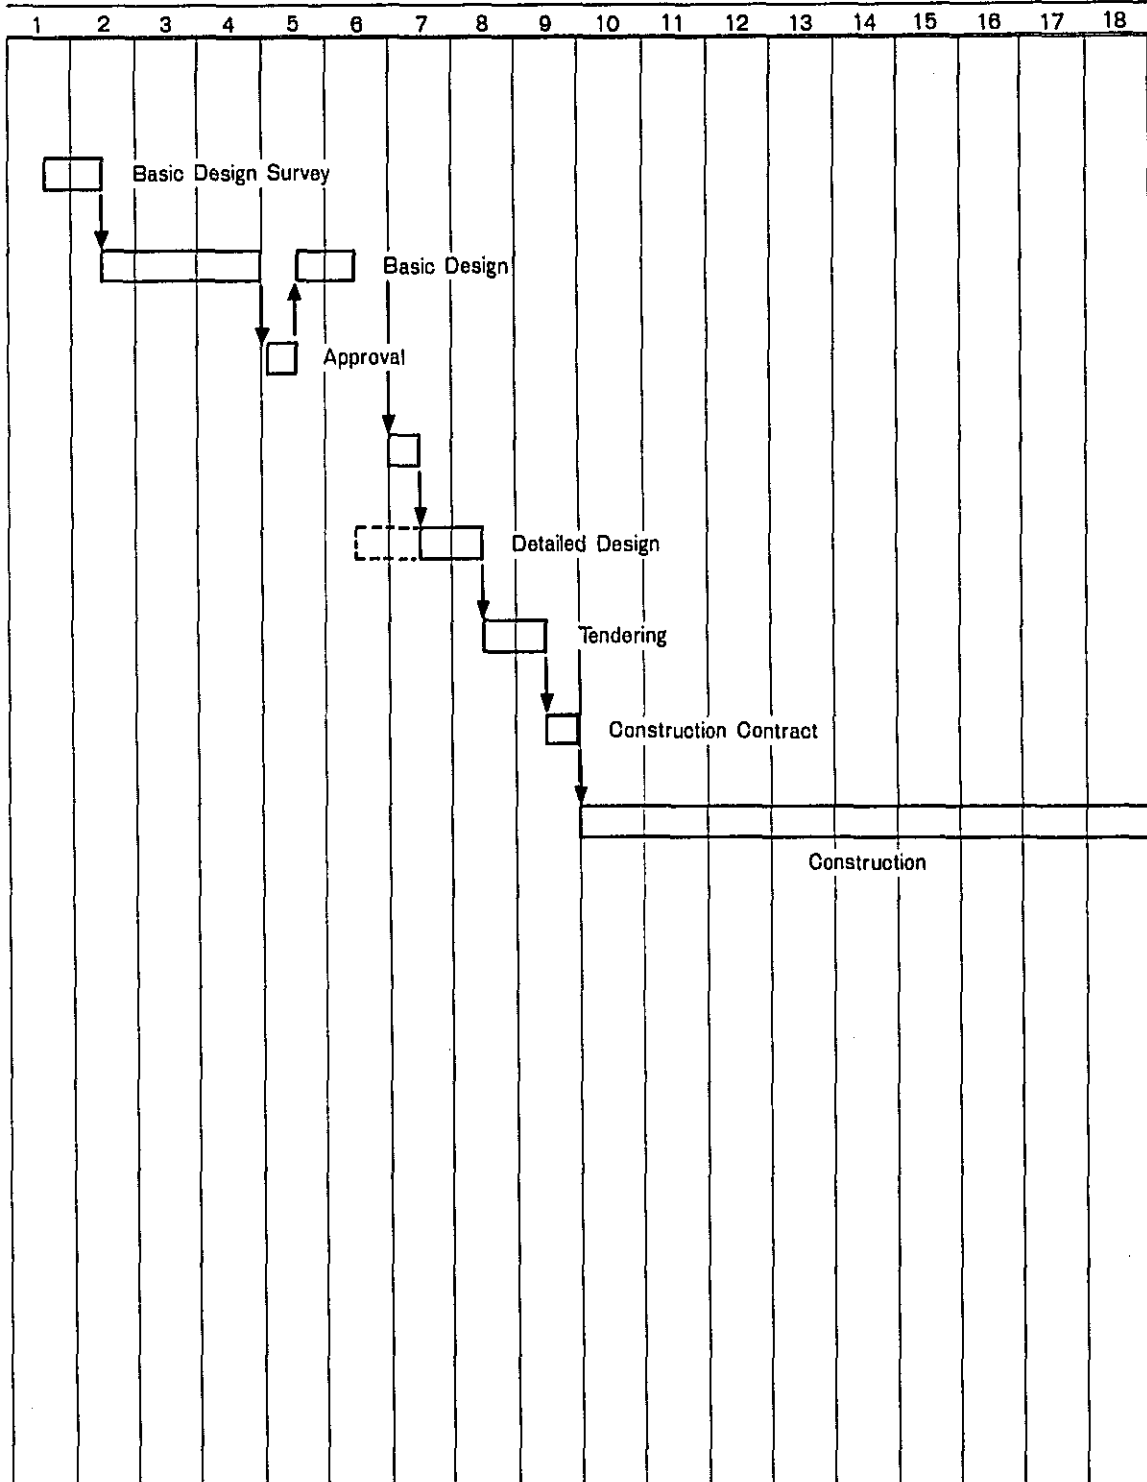 1 2 3 4 5 6 7 8 9 10 11 12 13 14 15 16 17 18
Basic Design Survey
Basic Design
Approval
Detailed Design
Tendering
Construction Contract
Construction